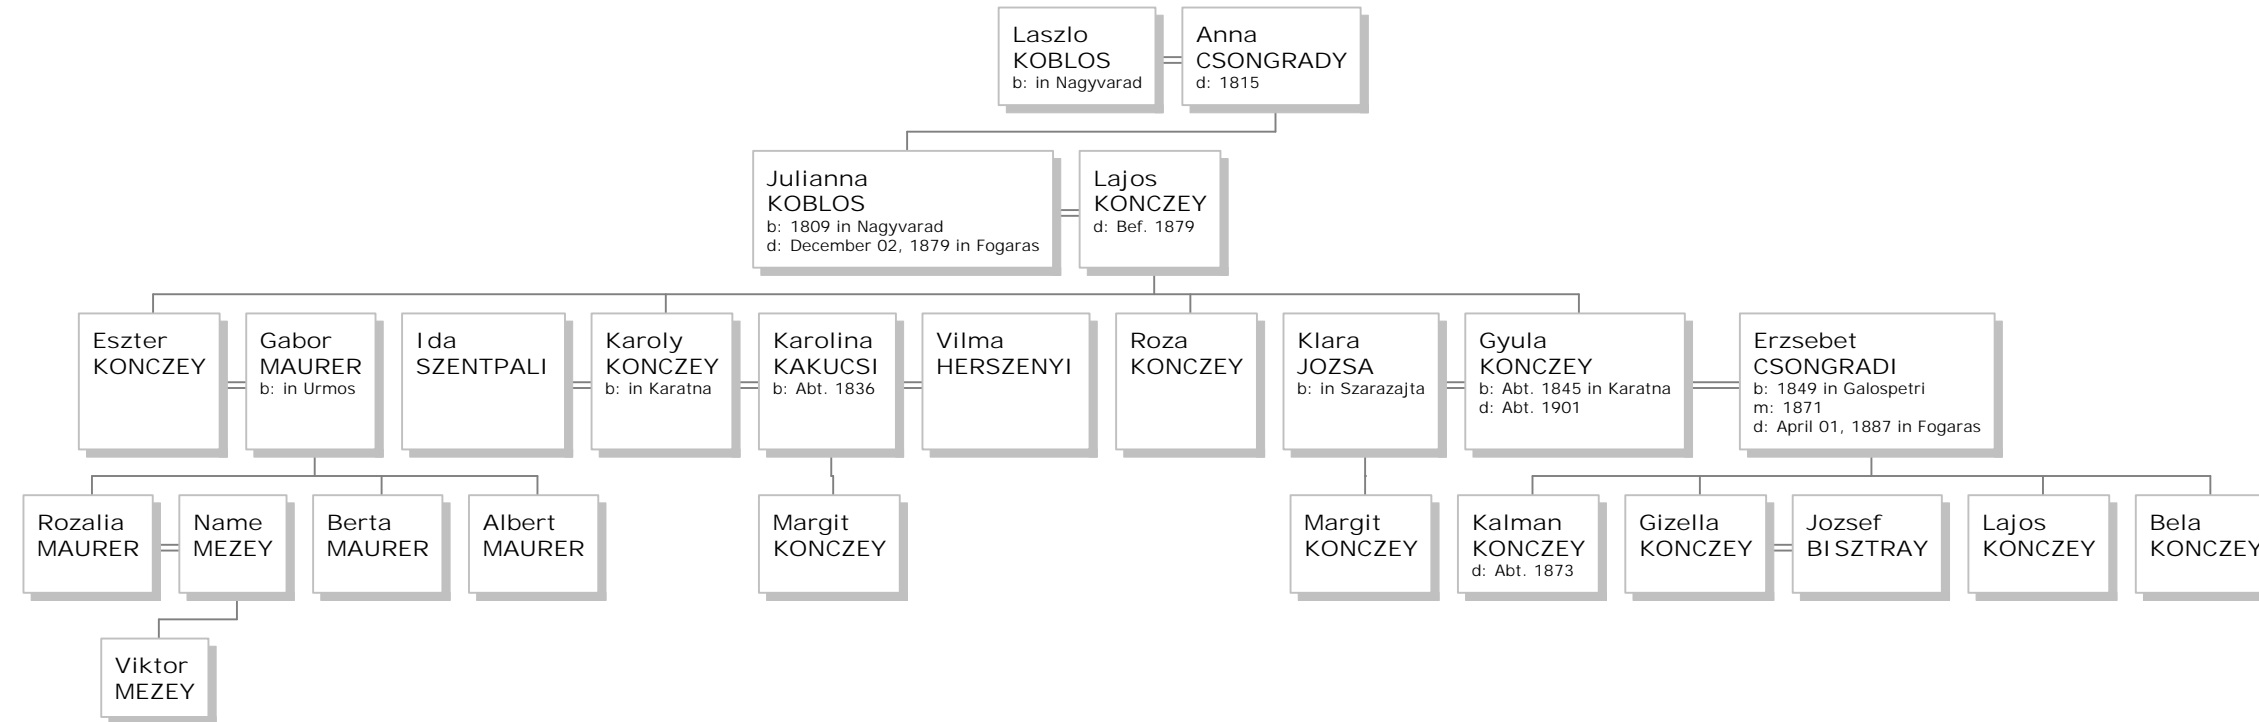 Laszlo
KOBLOS
b: in Nagyvarad
Anna
CSONGRADY
d: 1815
Julianna
KOBLOS
b: 1809 in Nagyvarad
d: December 02, 1879 in Fogaras
Lajos
KONCZEY
d: Bef. 1879
Eszter
KONCZEY
Gabor
MAURER
b: in Urmos
Ida
SZENTPALI
Karoly
KONCZEY
b: in Karatna
Karolina
KAKUCSI
b: Abt. 1836
Vilma
HERSZENYI
Roza
KONCZEY
Klara
JOZSA
b: in Szarazajta
Gyula
KONCZEY
b: Abt. 1845 in Karatna
d: Abt. 1901
Erzsebet
CSONGRADI
b: 1849 in Galospetri
m: 1871
d: April 01, 1887 in Fogaras
Rozalia
MAURER
Name
MEZEY
Berta
MAURER
Albert
MAURER
Margit
KONCZEY
Margit
KONCZEY
Kalman
KONCZEY
d: Abt. 1873
Gizella
KONCZEY
Jozsef
BISZTRAY
Lajos
KONCZEY
Bela
KONCZEY
Viktor
MEZEY